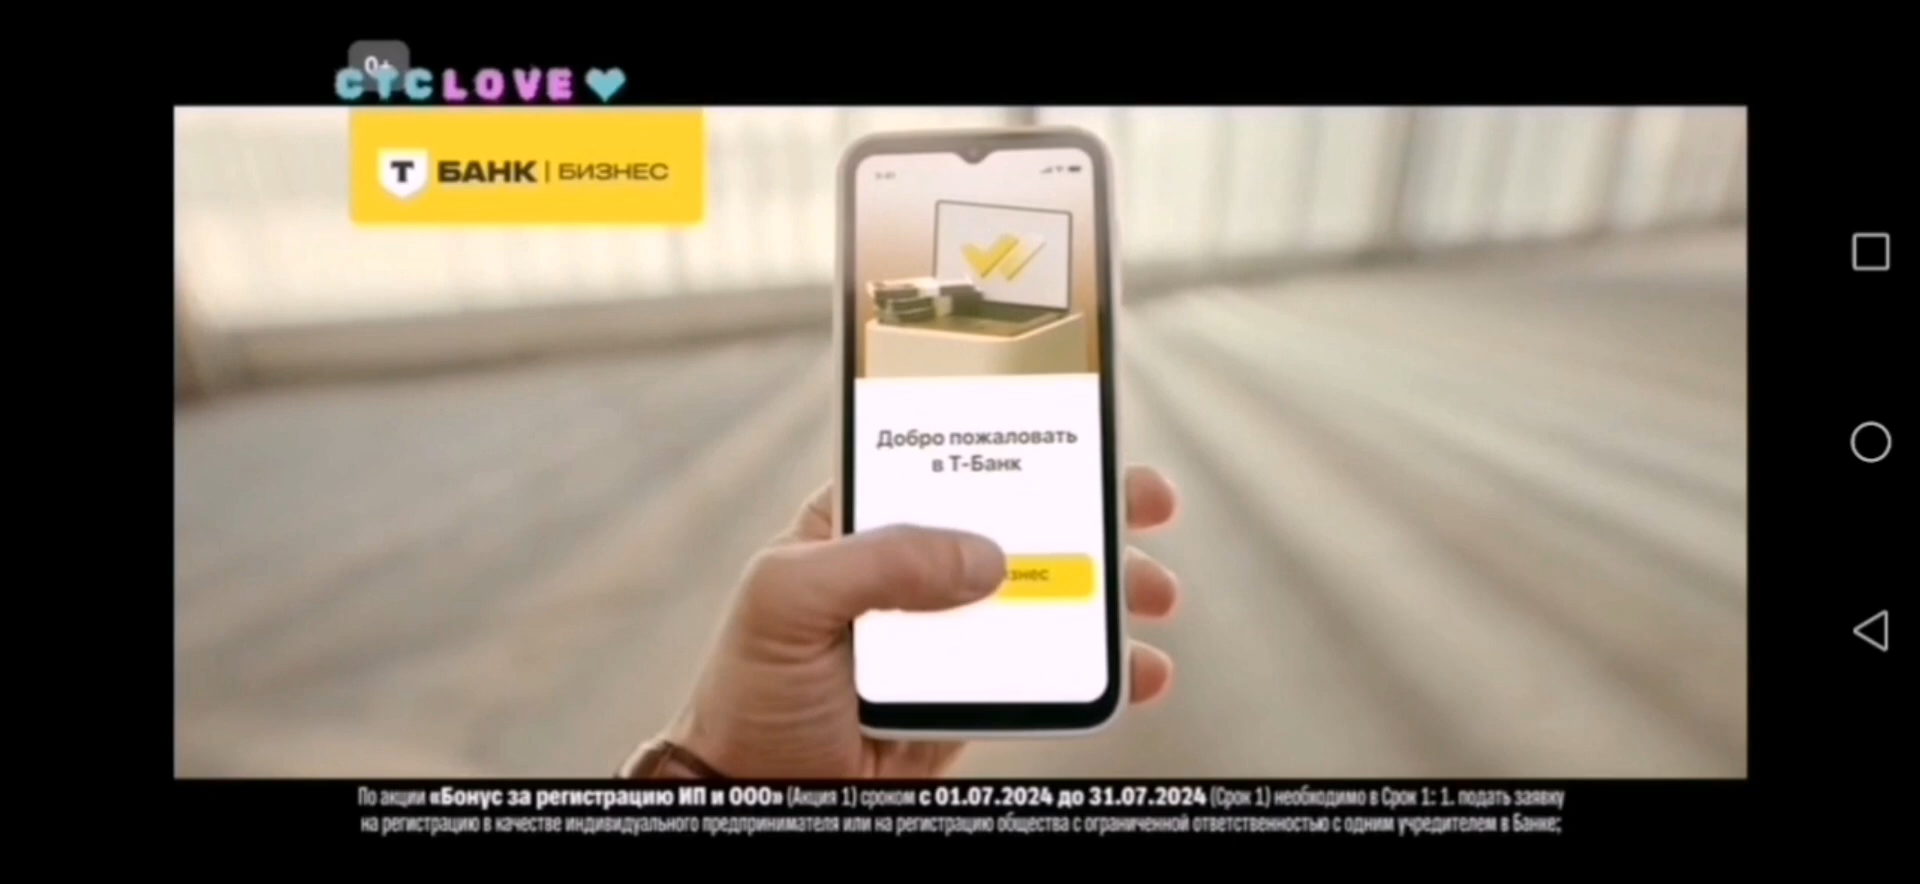 0+
СТСLOVE
Т БАНК | БИЗНЕС
Добро пожаловать
в Т-Банк
По акции «Бонус за регистрацию ИП и ООО» (Акция 1) сроком с 01.07.2024 до 31.07.2024 (Срок 1) необходимо в Срок 1: 1. подать заявку
на регистрацию в качестве индивидуального предпринимателя или на регистрацию общества с ограниченной ответственностью с одним учредителем в Банке;